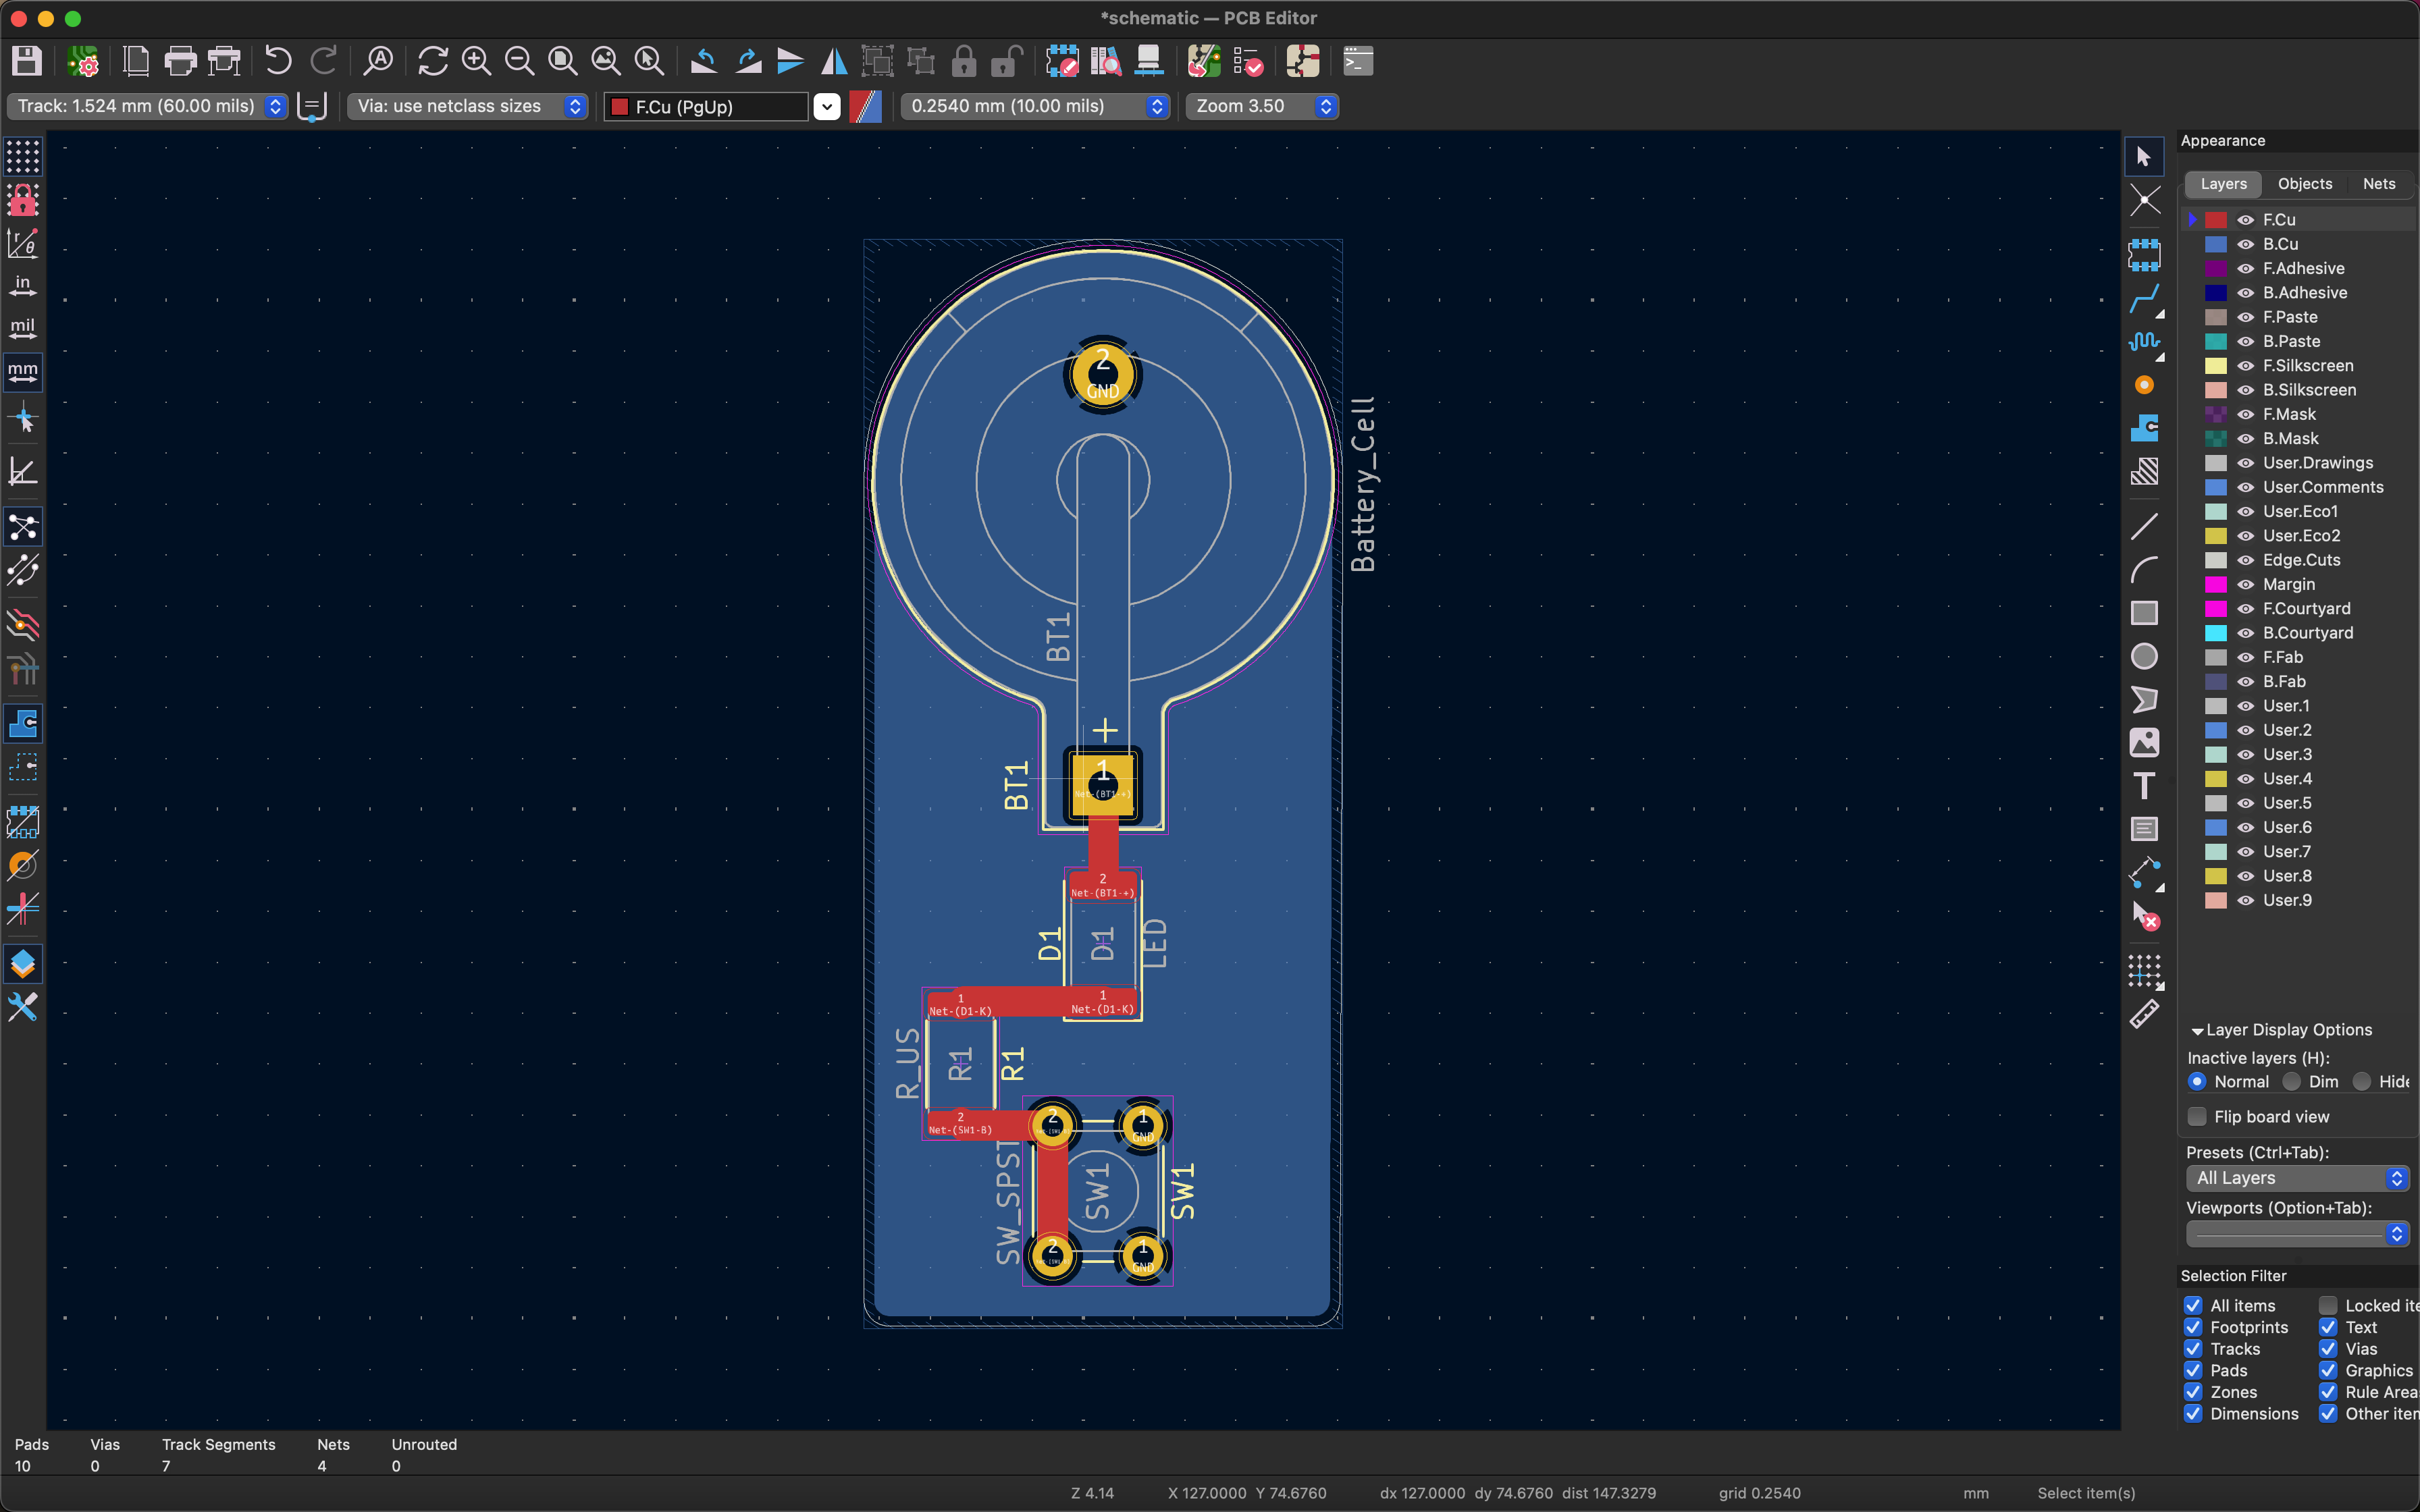 *schematic — PCB Editor
Track: 1.524 mm (60.00 mils)
Via: use netclass sizes
F.Cu (PgUp)
0.2540 mm (10.00 mils)
Zoom 3.50
in
mil
mm
Appearance
Layers Objects Nets
F.Cu
B.Cu
F.Adhesive
B.Adhesive
F.Paste
B.Paste
F.Silkscreen
B.Silkscreen
F.Mask
B.Mask
User.Drawings
User.Comments
User.Eco1
User.Eco2
Edge.Cuts
Margin
F.Courtyard
B.Courtyard
F.Fab
B.Fab
User.1
User.2
User.3
User.4
User.5
User.6
User.7
User.8
User.9
Layer Display Options
Inactive layers (H):
Normal Dim Hide
Flip board view
Presets (Ctrl+Tab):
All Layers
Viewports (Option+Tab):
Selection Filter
All items Locked ite
Footprints Text
Tracks Vias
Pads Graphics
Zones Rule Area
Dimensions Other item
2
GND
Battery_Cell
BT1
+
BT1
1
Net-(BT1-+)
2
Net-(BT1-+)
D1
D1
LED
1
Net-(D1-K)
1
Net-(D1-K)
R_US
R1
R1
2
Net-(SW1-B)
2
1
GND
SW_SPST
SW1
SW1
2
1
GND
Pads Vias Track Segments Nets Unrouted
10 0 7 4 0
Z 4.14 X 127.0000 Y 74.6760 dx 127.0000 dy 74.6760 dist 147.3279 grid 0.2540 mm Select item(s)